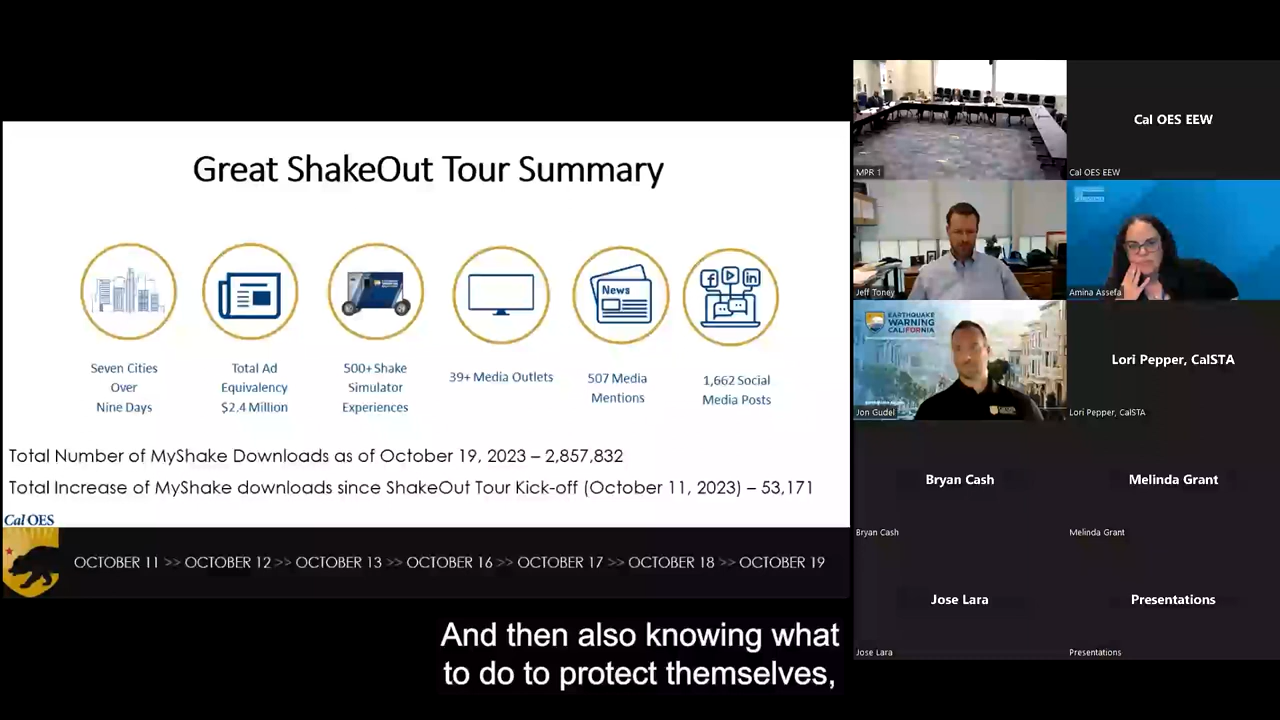 Great ShakeOut Tour Summary
News
Seven Cities
Over
Nine Days
Total Ad
Equivalency
$2.4 Million
500+ Shake
Simulator
Experiences
39+ Media Outlets
507 Media
Mentions
1,662 Social
Media Posts
Total Number of MyShake Downloads as of October 19, 2023 – 2,857,832
Total Increase of MyShake downloads since ShakeOut Tour Kick-off (October 11, 2023) – 53,171
Cal OES
OCTOBER 11 >> OCTOBER 12 >> OCTOBER 13 >> OCTOBER 16 >> OCTOBER 17 >> OCTOBER 18 >> OCTOBER 19
And then also knowing what
to do to protect themselves,
MPR 1
Cal OES EEW
Cal OES EEW
Jeff Toney
Amina Assefa
EARTHQUAKE
WARNING
CALIFORNIA
Jon Gudel
Lori Pepper, CalSTA
Lori Pepper, CalSTA
Bryan Cash
Bryan Cash
Melinda Grant
Melinda Grant
Jose Lara
Jose Lara
Presentations
Presentations